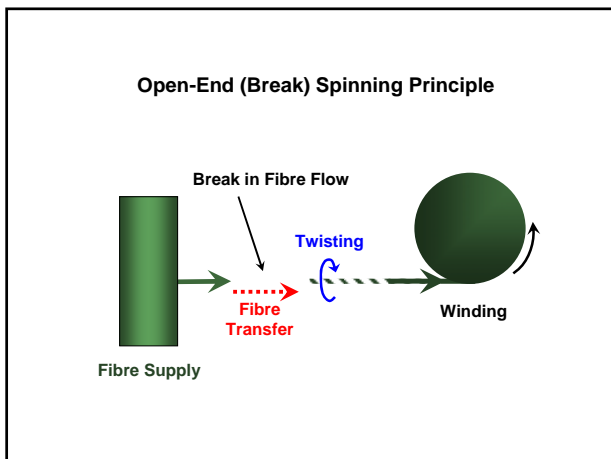 Open-End (Break) Spinning Principle
Break in Fibre Flow
Twisting
Fibre
Transfer
Winding
Fibre Supply